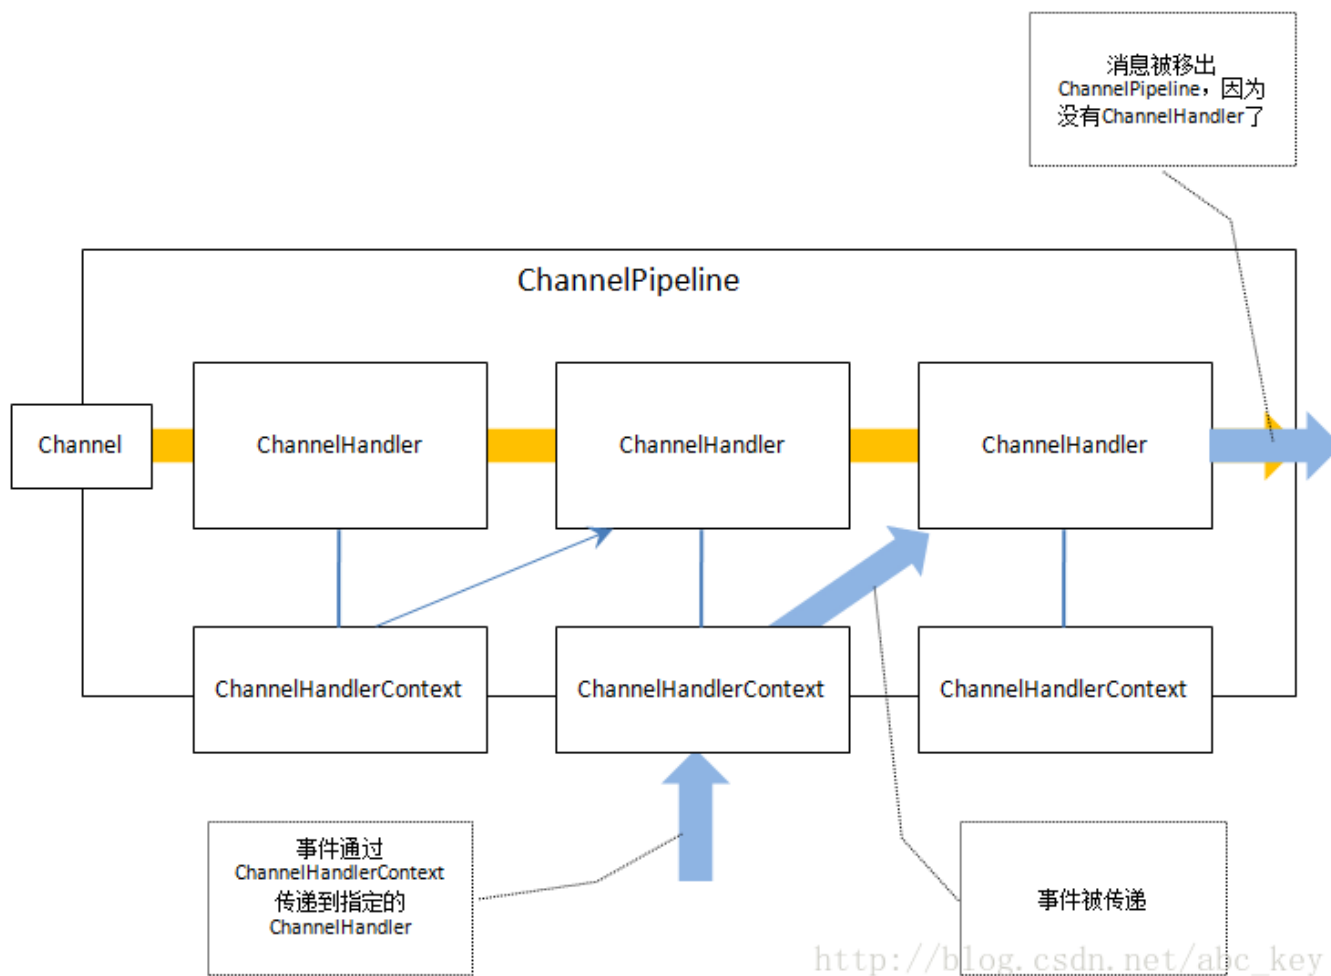 消息被移出
ChannelPipeline，因为
没有ChannelHandler了
ChannelPipeline
Channel
ChannelHandler
ChannelHandler
ChannelHandler
ChannelHandlerContext
ChannelHandlerContext
ChannelHandlerContext
事件通过
ChannelHandlerContext
传递到指定的
ChannelHandler
事件被传递
http://blog.csdn.net/abc_key